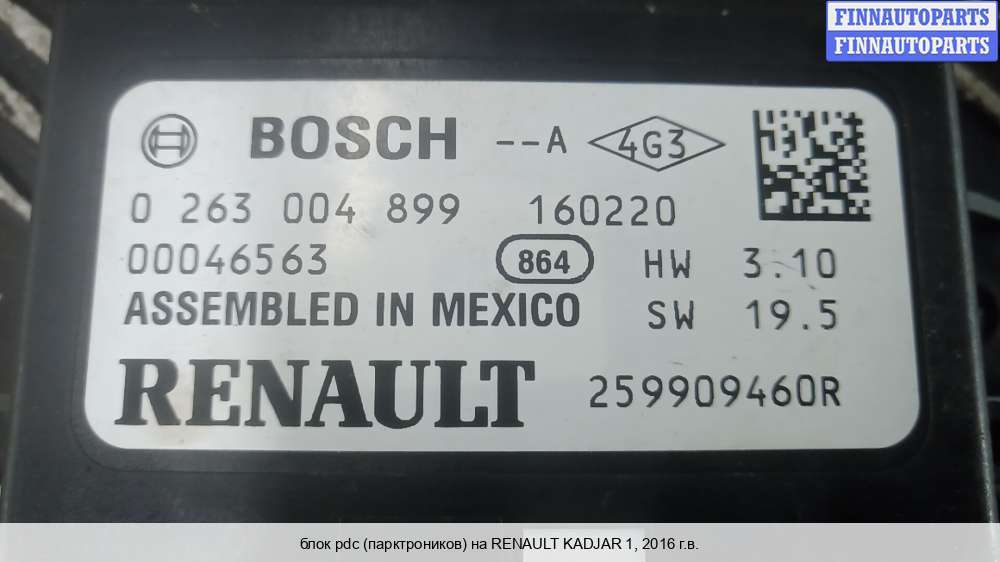 FINNAUTOPARTS
FINNAUTOPARTS
BOSCH --A 4G3
0 263 004 899 160220
00046563 864 HW 3.10
ASSEMBLED IN MEXICO SW 19.5
RENAULT 259909460R
блок pdc (парктроников) на RENAULT KADJAR 1, 2016 г.в.